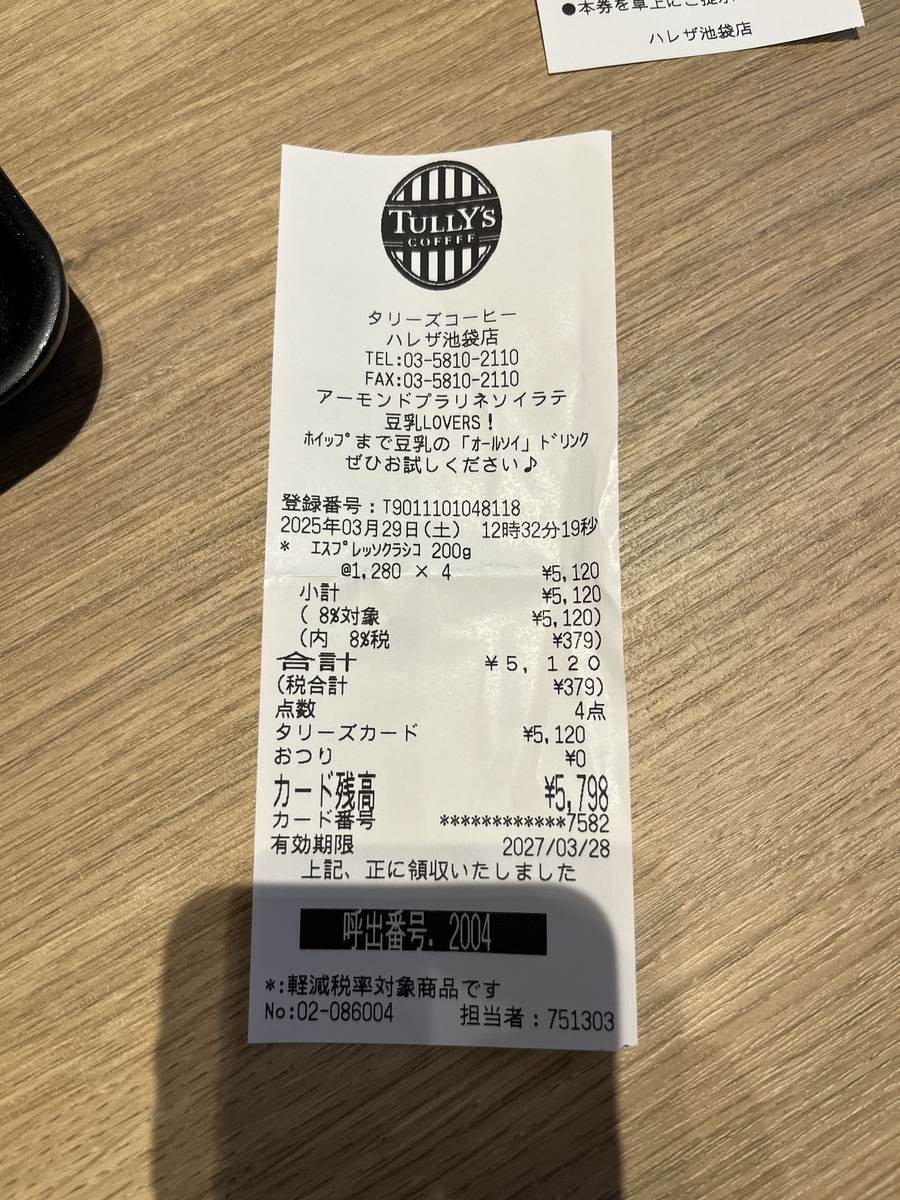 ●本券を卓上にご提示
ハレザ池袋店
TULLY'S
COFFEE
タリーズコーヒー
ハレザ池袋店
TEL:03-5810-2110
FAX:03-5810-2110
アーモンドプラリネソイラテ
豆乳LOVERS！
ﾎｲｯﾌﾟまで豆乳の「ｵｰﾙｿｲ」ﾄﾞﾘﾝｸ
ぜひお試しください♪
登録番号：T9011101048118
2025年03月29日(土) 12時32分19秒
* ｴｽﾌﾟﾚｯｿｸﾗｼｺ 200g
@1,280 × 4 ¥5,120
小計 ¥5,120
( 8%対象 ¥5,120)
(内 8%税 ¥379)
合計 ¥5,120
(税合計 ¥379)
点数 4点
タリーズカード ¥5,120
おつり ¥0
カード残高 ¥5,798
カード番号 ************7582
有効期限 2027/03/28
上記、正に領収いたしました
呼出番号. 2004
*:軽減税率対象商品です
No:02-086004 担当者：751303